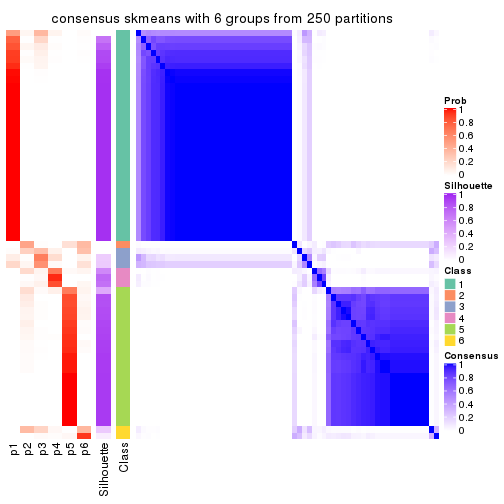 consensus skmeans with 6 groups from 250 partitions
Prob
1
0.8
0.6
0.4
0.2
0
Silhouette
1
0.8
0.6
0.4
0.2
0
Class
1
2
3
4
5
6
Consensus
1
0.8
0.6
0.4
0.2
0
p1
p2
p3
p4
p5
p6
Silhouette
Class